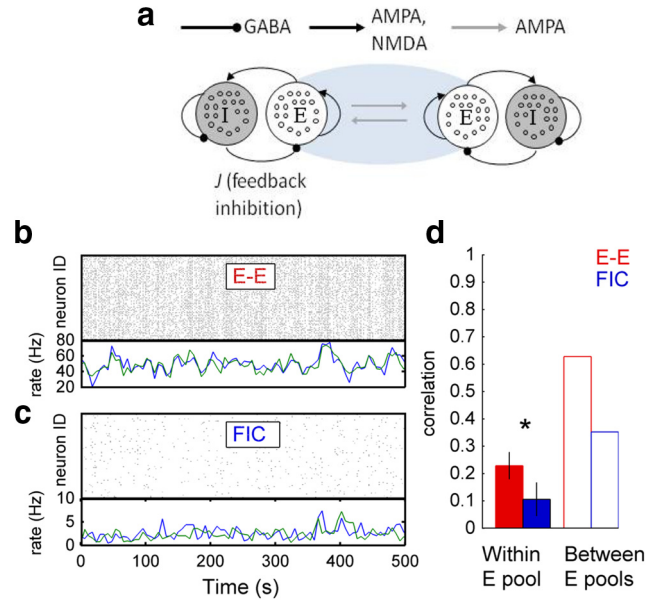 a
GABA
AMPA,
NMDA
AMPA
I
E
E
I
J (feedback
inhibition)
b
neuron ID
E-E
rate (Hz)
80
60
40
20
c
neuron ID
FIC
rate (Hz)
10
5
0
0
100
200
300
400
500
Time (s)
d
E-E
FIC
correlation
1
0.9
0.8
0.7
0.6
0.5
0.4
0.3
0.2
0.1
0
*
Within
E pool
Between
E pools